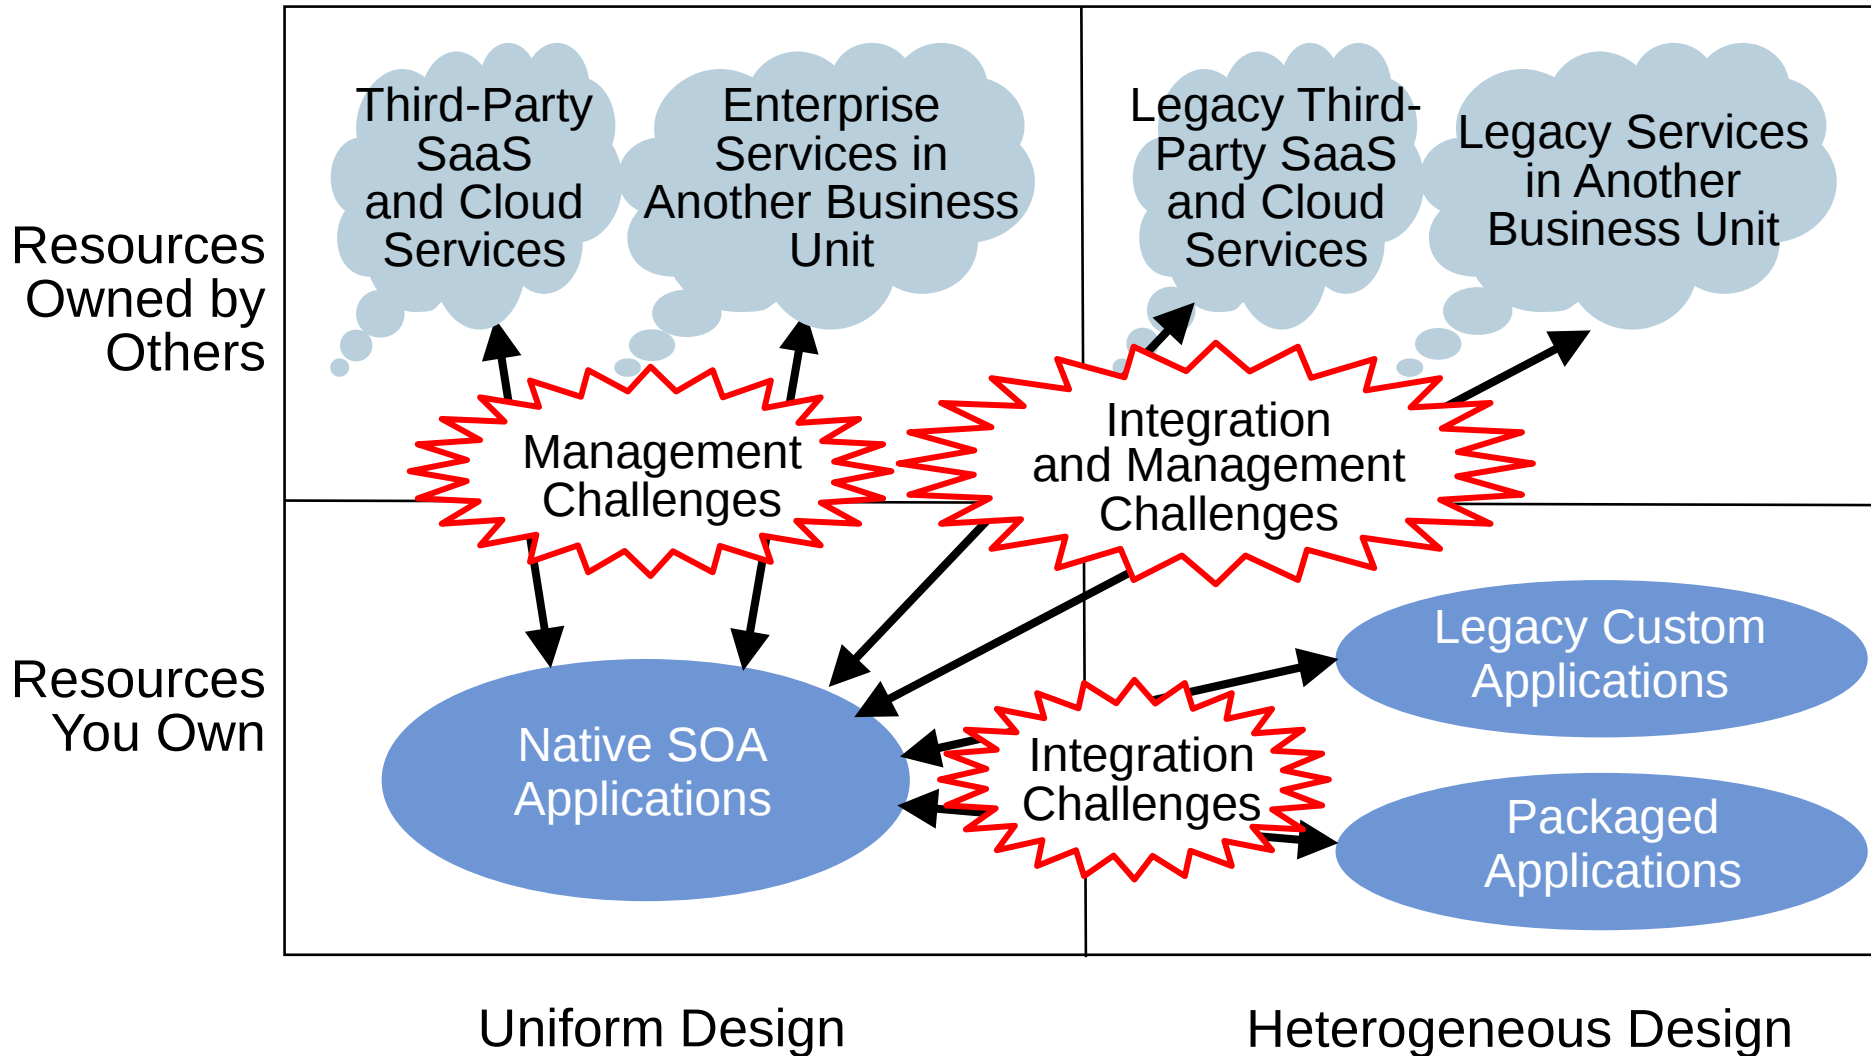 Third-Party
SaaS
and Cloud
Services
Enterprise
Services in
Another Business
Unit
Legacy Third-
Party SaaS
and Cloud
Services
Legacy Services
in Another
Business Unit
Resources
Owned by
Others
Management
Challenges
Integration
and Management
Challenges
Resources
You Own
Native SOA
Applications
Integration
Challenges
Legacy Custom
Applications
Packaged
Applications
Uniform Design
Heterogeneous Design